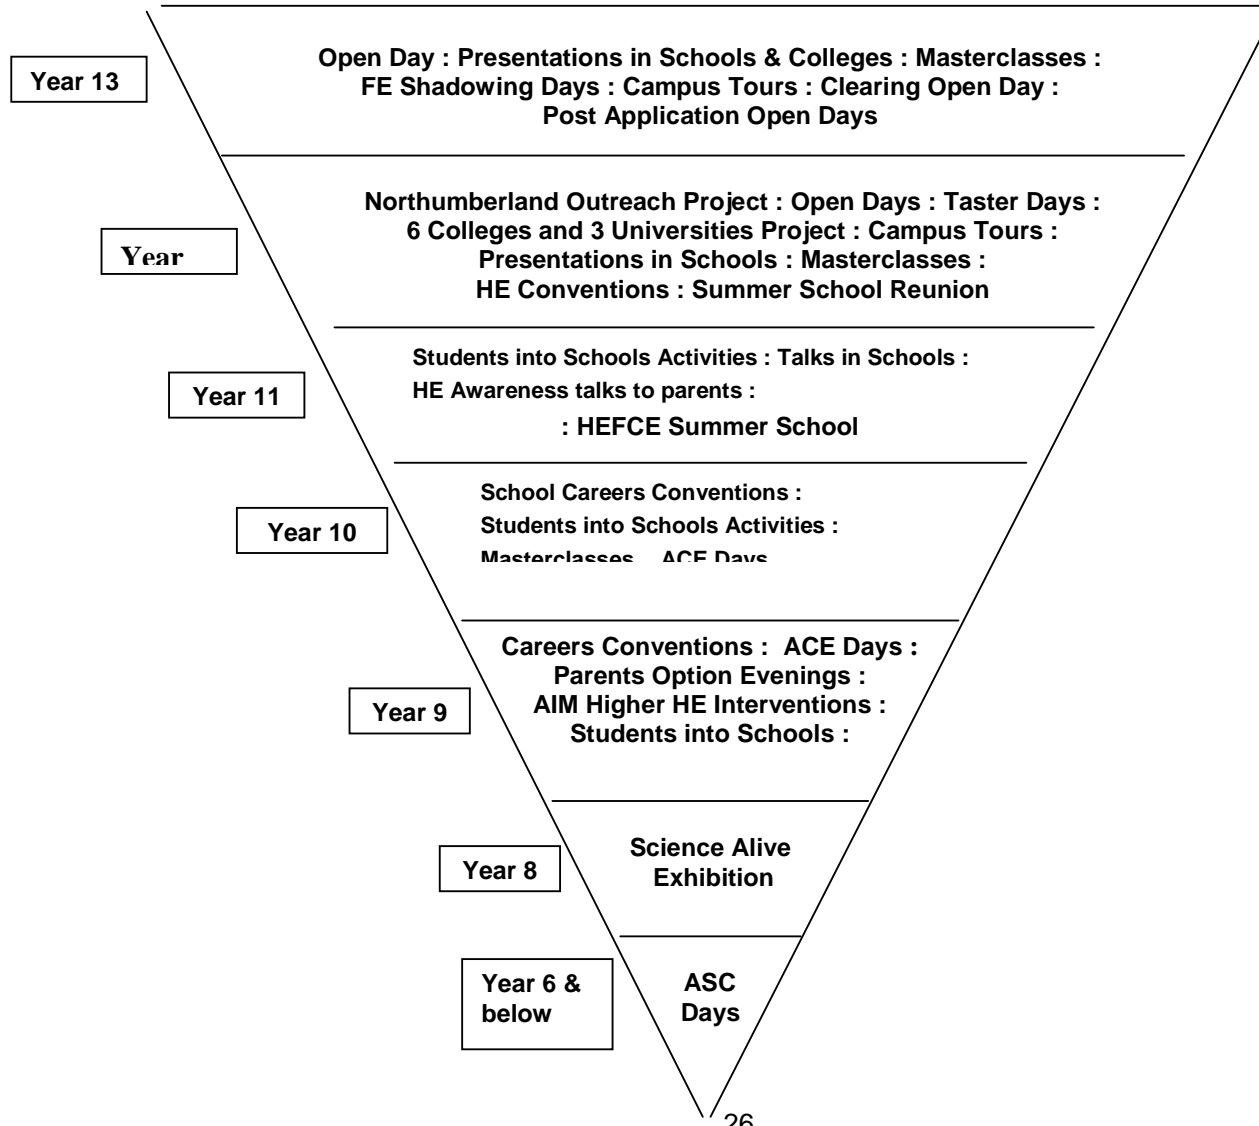 Year 13
Open Day : Presentations in Schools & Colleges : Masterclasses :
FE Shadowing Days : Campus Tours : Clearing Open Day :
Post Application Open Days
Year
Northumberland Outreach Project : Open Days : Taster Days :
6 Colleges and 3 Universities Project : Campus Tours :
Presentations in Schools : Masterclasses :
HE Conventions : Summer School Reunion
Year 11
Students into Schools Activities : Talks in Schools :
HE Awareness talks to parents :
: HEFCE Summer School
Year 10
School Careers Conventions :
Students into Schools Activities :
Masterclasses ACE Days
Year 9
Careers Conventions : ACE Days :
Parents Option Evenings :
AIM Higher HE Interventions :
Students into Schools :
Year 8
Science Alive
Exhibition
Year 6 &
below
ASC
Days
26